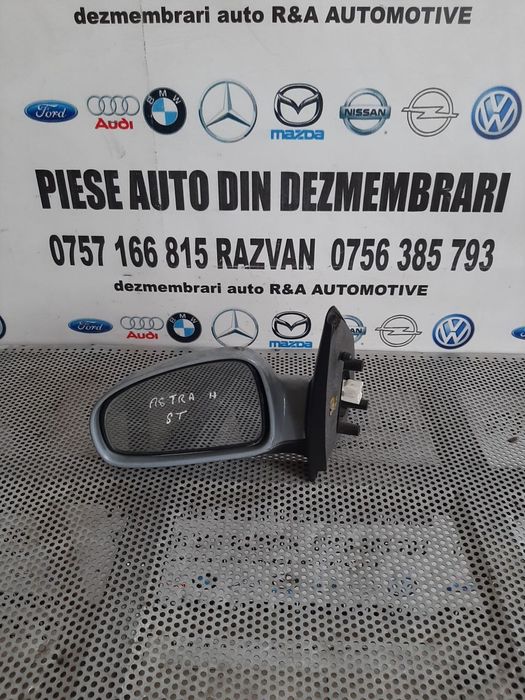 dezmembrari auto R&A AUTOMOTIVE
Ford Audi BMW mazda NISSAN
PIESE AUTO DIN DEZMEMBRARI
0757 166 815 RAZVAN 0756 385 793
dezmembrari auto R&A AUTOMOTIVE
Ford Audi BMW mazda NISSAN
ASTRA H
ST